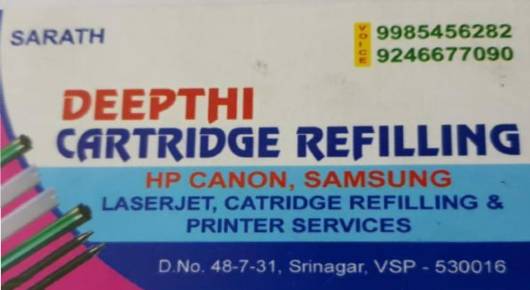 SARATH
VOICE
9985456282
9246677090
DEEPTHI
CARTRIDGE REFILLING
HP CANON, SAMSUNG
LASERJET, CATRIDGE REFILLING &
PRINTER SERVICES
D.No. 48-7-31, Srinagar, VSP - 530016